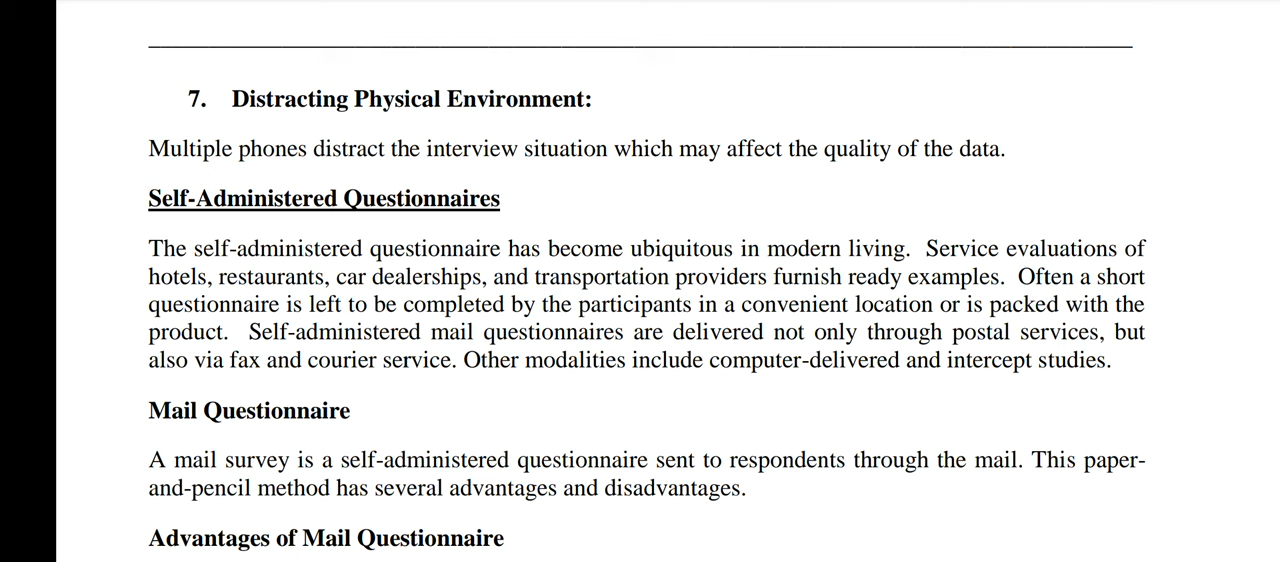 7. Distracting Physical Environment:
Multiple phones distract the interview situation which may affect the quality of the data.
Self-Administered Questionnaires
The self-administered questionnaire has become ubiquitous in modern living. Service evaluations of
hotels, restaurants, car dealerships, and transportation providers furnish ready examples. Often a short
questionnaire is left to be completed by the participants in a convenient location or is packed with the
product. Self-administered mail questionnaires are delivered not only through postal services, but
also via fax and courier service. Other modalities include computer-delivered and intercept studies.
Mail Questionnaire
A mail survey is a self-administered questionnaire sent to respondents through the mail. This paper-
and-pencil method has several advantages and disadvantages.
Advantages of Mail Questionnaire